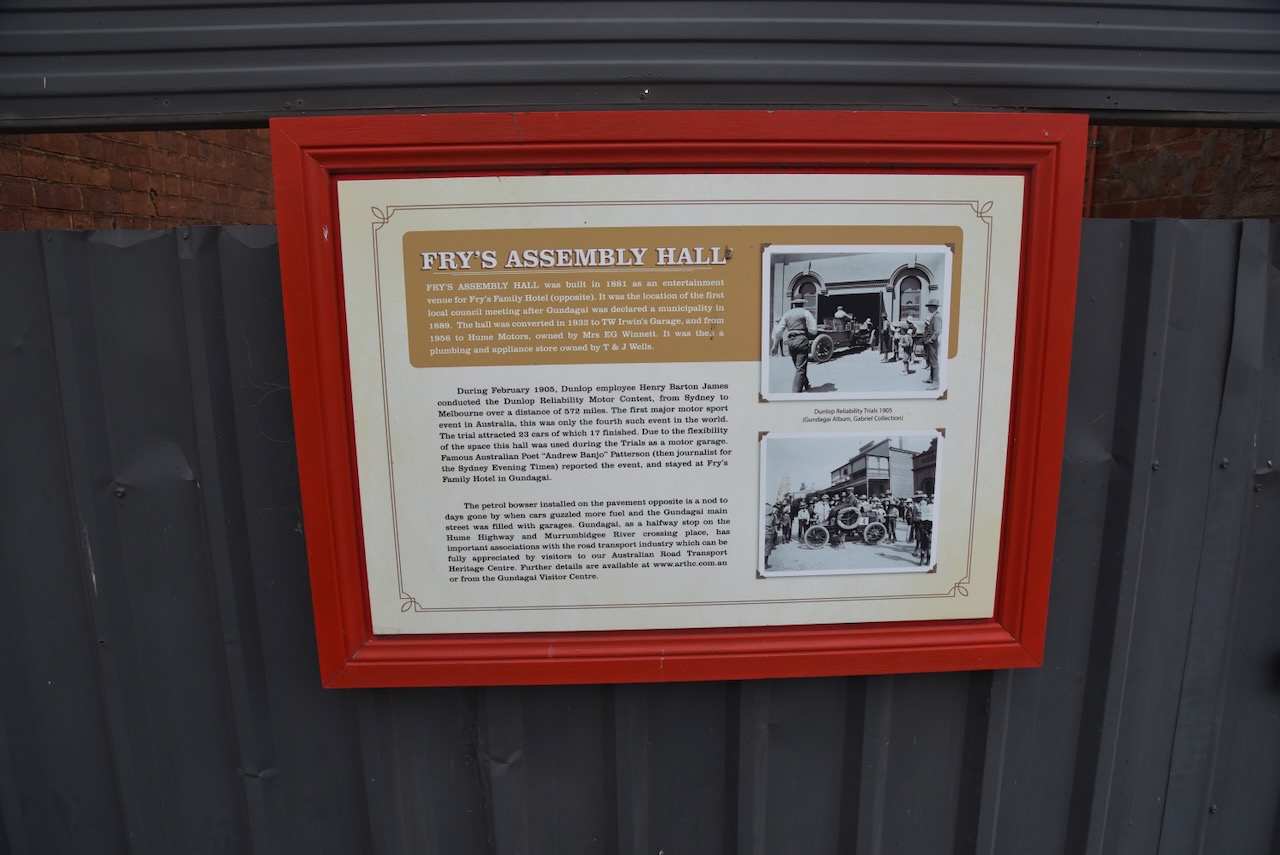 FRY'S ASSEMBLY HALL
FRY'S ASSEMBLY HALL was built in 1881 as an entertainment
venue for Fry's Family Hotel (opposite). It was the location of the first
local council meeting after Gundagai was declared a municipality in
1889. The hall was converted in 1932 to TW Irwin's Garage, and from
1956 to Hume Motors, owned by Mrs EG Winnett. It was then a
plumbing and appliance store owned by T & J Wells.
During February 1905, Dunlop employee Henry Barton James
conducted the Dunlop Reliability Motor Contest, from Sydney to
Melbourne over a distance of 572 miles. The first major motor sport
event in Australia, this was only the fourth such event in the world.
The trial attracted 23 cars of which 17 finished. Due to the flexibility
of the space this hall was used during the Trials as a motor garage.
Famous Australian Poet "Andrew Banjo" Patterson (then journalist for
the Sydney Evening Times) reported the event, and stayed at Fry's
Family Hotel in Gundagai.
The petrol bowser installed on the pavement opposite is a nod to
days gone by when cars guzzled more fuel and the Gundagai main
street was filled with garages. Gundagai, as a halfway stop on the
Hume Highway and Murrumbidgee River crossing place, has
important associations with the road transport industry which can be
fully appreciated by visitors to our Australian Road Transport
Heritage Centre. Further details are available at www.arthc.com.au
or from the Gundagai Visitor Centre.
Dunlop Reliability Trials 1905
(Gundagai Album, Gabriel Collection)